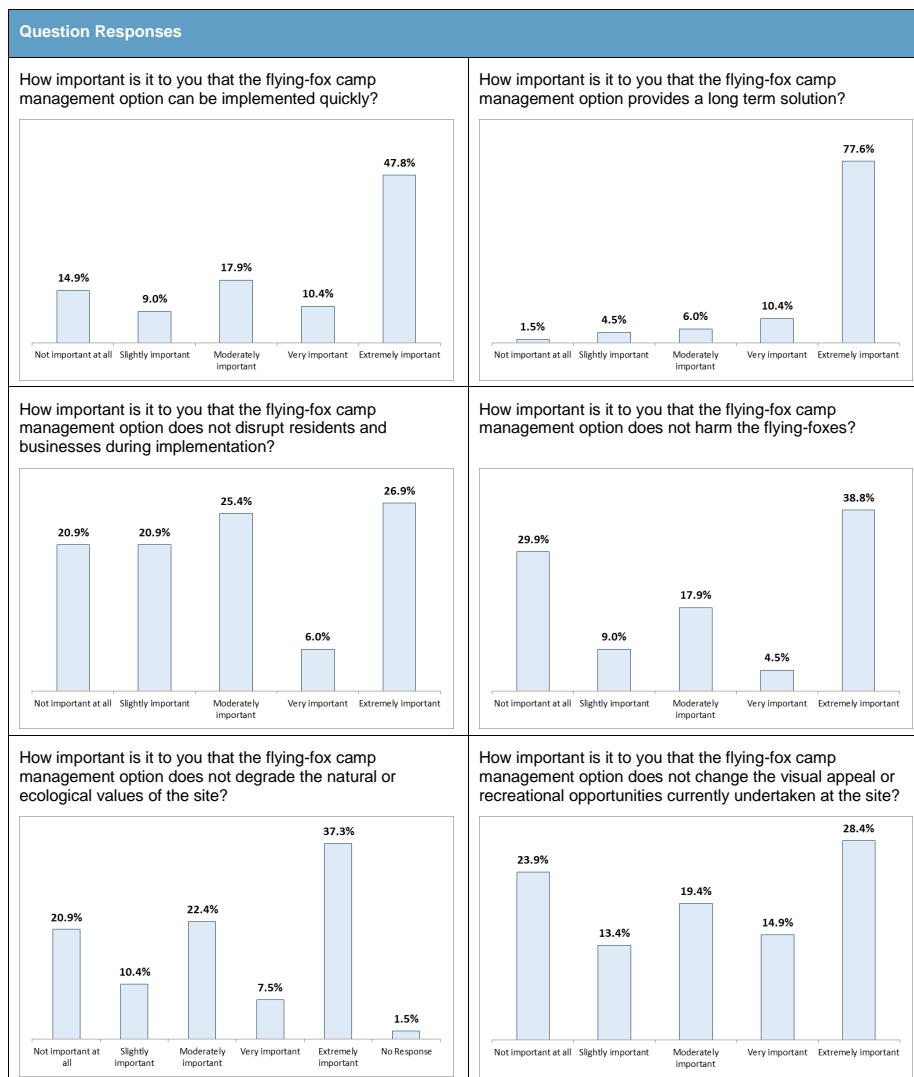 Question Responses
How important is it to you that the flying-fox camp
management option can be implemented quickly?
14.9%
9.0%
17.9%
10.4%
47.8%
Not important at all
Slightly important
Moderately
important
Very important
Extremely important
How important is it to you that the flying-fox camp
management option provides a long term solution?
1.5%
4.5%
6.0%
10.4%
77.6%
Not important at all
Slightly important
Moderately
important
Very important
Extremely important
How important is it to you that the flying-fox camp
management option does not disrupt residents and
businesses during implementation?
20.9%
20.9%
25.4%
6.0%
26.9%
Not important at all
Slightly important
Moderately
important
Very important
Extremely important
How important is it to you that the flying-fox camp
management option does not harm the flying-foxes?
29.9%
9.0%
17.9%
4.5%
38.8%
Not important at all
Slightly important
Moderately
important
Very important
Extremely important
How important is it to you that the flying-fox camp
management option does not degrade the natural or
ecological values of the site?
20.9%
10.4%
22.4%
7.5%
37.3%
1.5%
Not important at
all
Slightly
important
Moderately
important
Very important
Extremely
important
No Response
How important is it to you that the flying-fox camp
management option does not change the visual appeal or
recreational opportunities currently undertaken at the site?
23.9%
13.4%
19.4%
14.9%
28.4%
Not important at all
Slightly important
Moderately
important
Very important
Extremely important